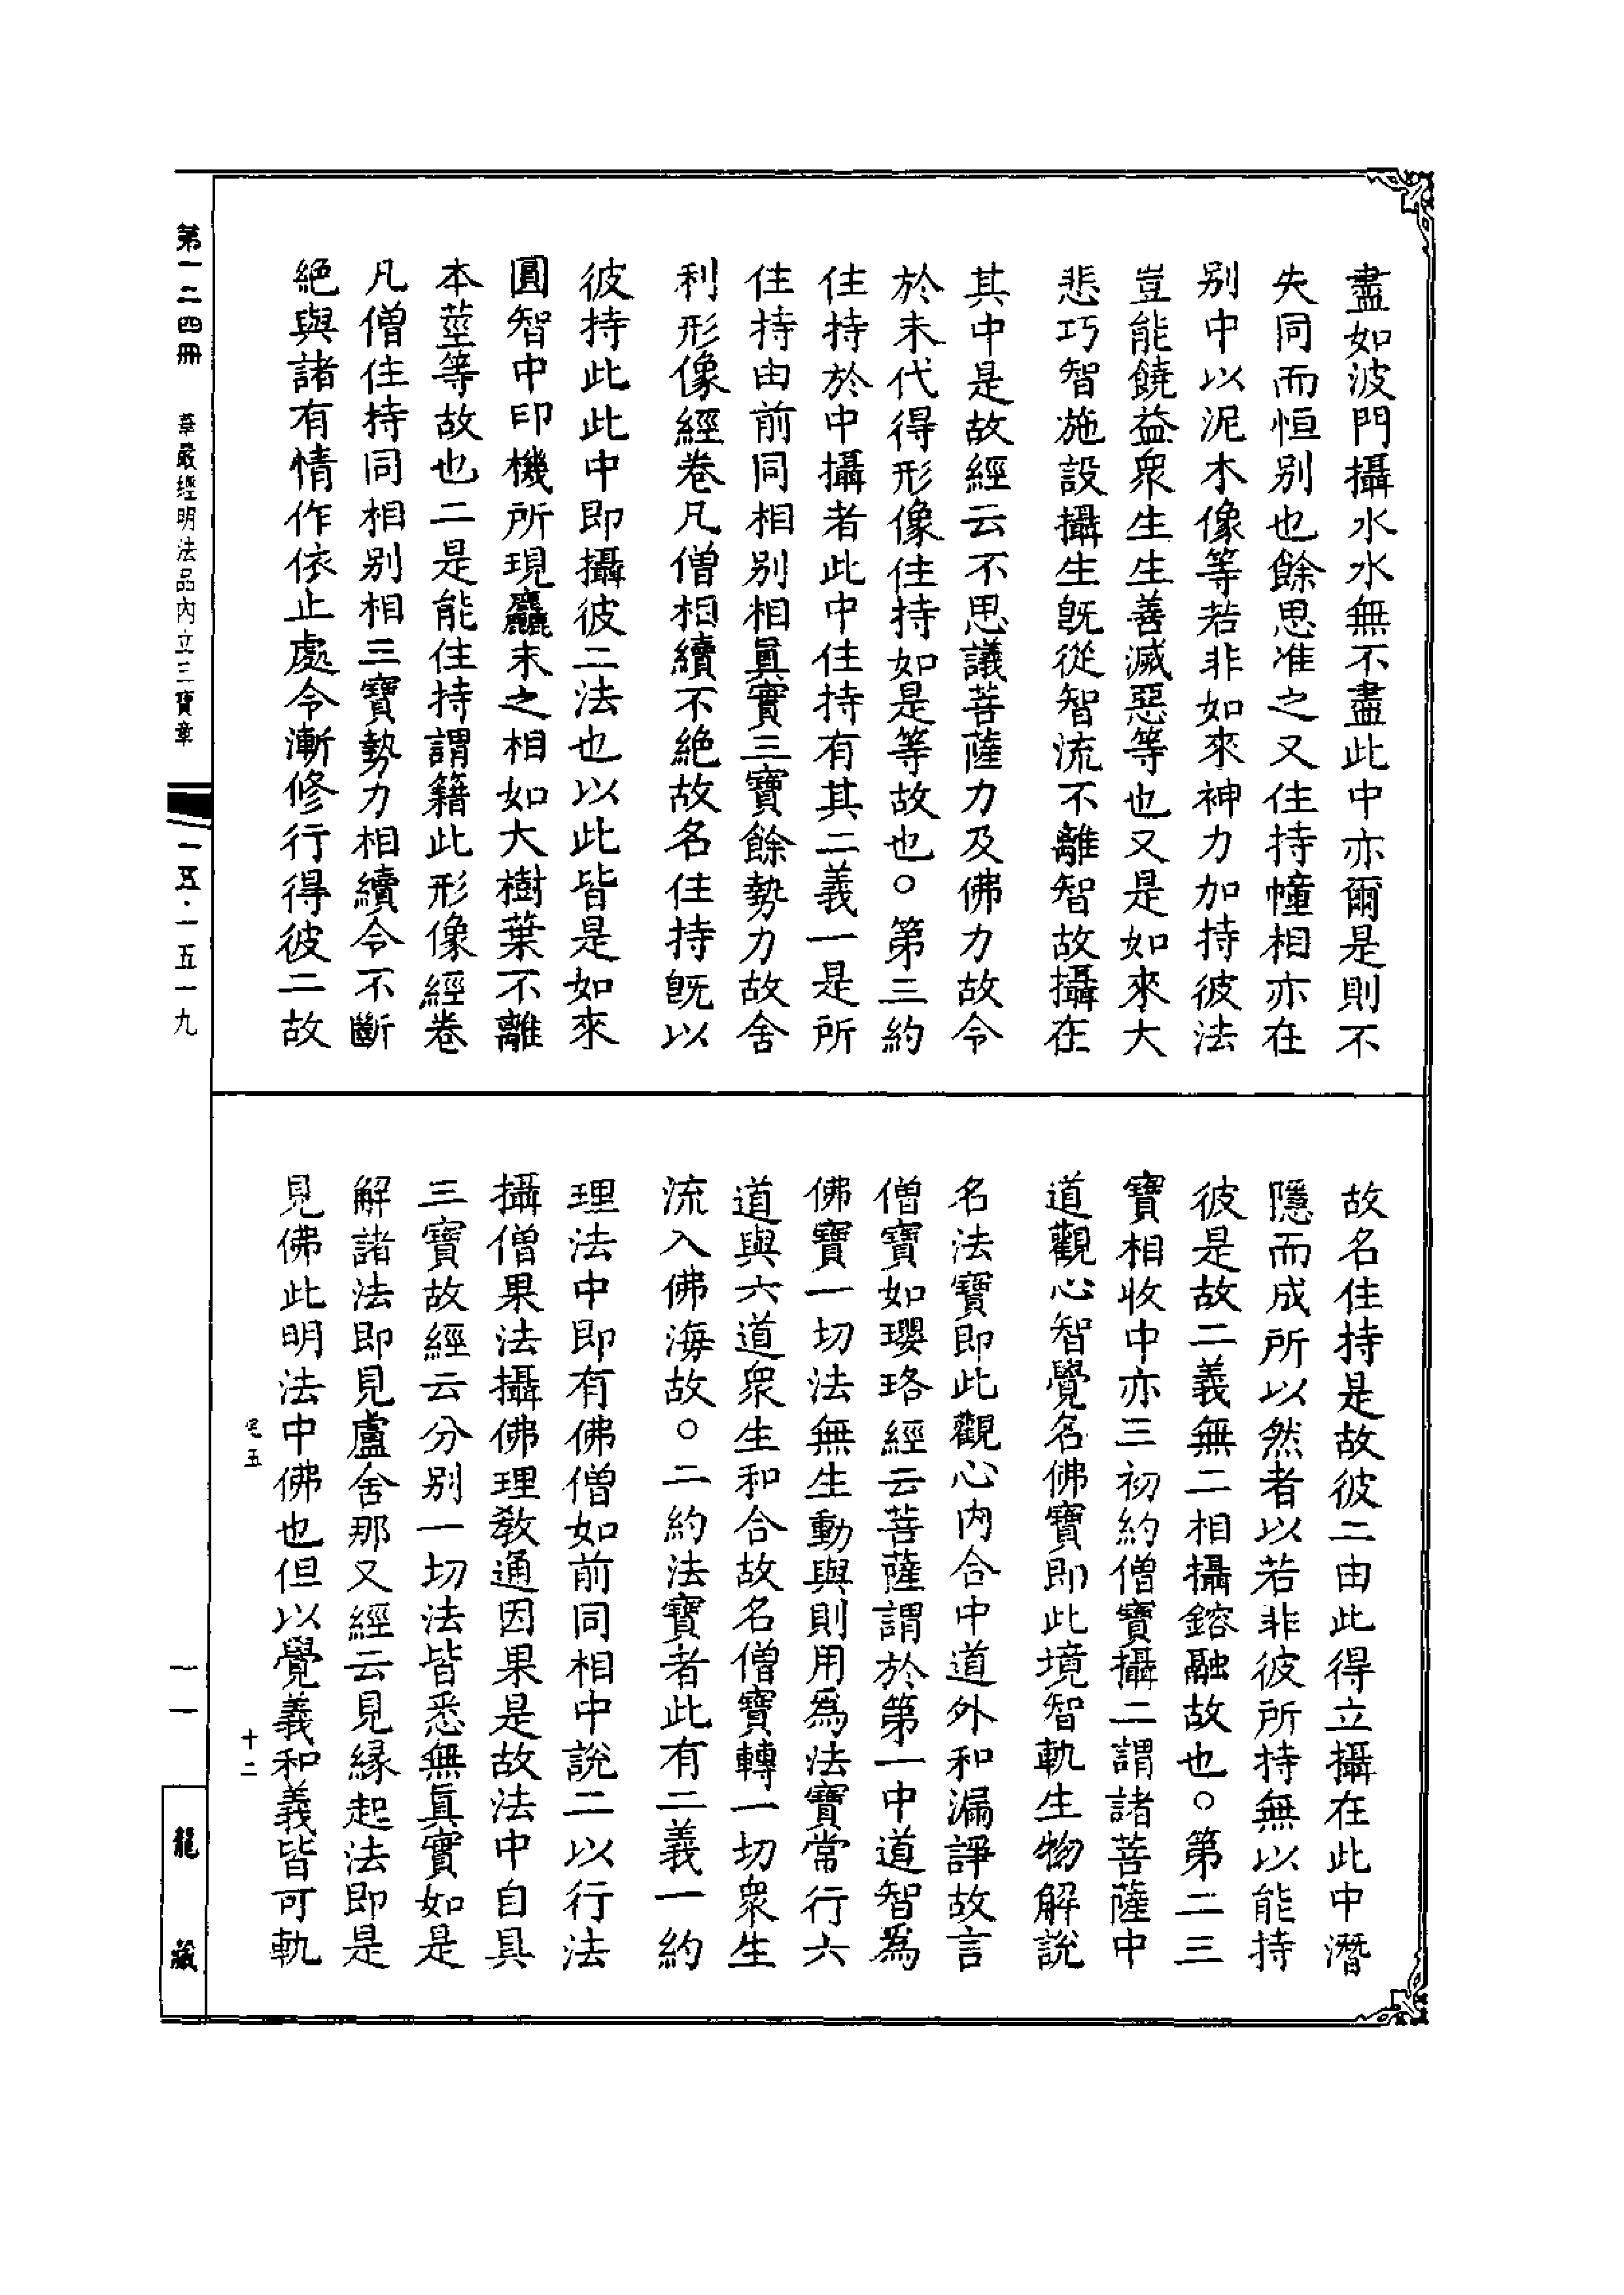 盡如波門攝水水無不盡此中亦爾是則不
失同而恒別也餘思准之又住持幢相亦在
別中以泥木像等若非如來神力加持彼法
豈能饒益衆生生善滅惡等也又是如來大
悲巧智施設攝生旣從智流不離智故攝在
其中是故經云不思議菩薩力及佛力故令
於末代得形像住持如是等故也○第三約
住持於中攝者此中住持有其二義一是所
住持由前同相別相眞實三寶餘勢力故舍
利形像經卷凡僧相續不絶故名住持旣以
彼持此此中即攝彼二法也以此皆是如來
圓智中印機所現麤末之相如大樹葉不離
本莖等故也二是能住持謂籍此形像經卷
凡僧住持同相別相三寶勢力相續令不斷
絶與諸有情作依止處令漸修行得彼二故
故名住持是故彼二由此得立攝在此中潛
隱而成所以然者以若非彼所持無以能持
彼是故二義無二相攝鎔融故也○第二三
寶相收中亦三初約僧寶攝二謂諸菩薩中
道觀心智覺名佛寶即此境智軌生物解説
名法寶即此觀心内合中道外和漏諍故言
僧寶如瓔珞經云菩薩謂於第一中道智爲
佛寶一切法無生動與則用爲法寶常行六
道與六道衆生和合故名僧寶轉一切衆生
流入佛海故○二約法寶者此有二義一約
理法中即有佛僧如前同相中説二以行法
攝僧果法攝佛理教通因果是故法中自具
三寶故經云分別一切法皆悉無眞實如是
解諸法即見盧舍那又經云見縁起法即是
見佛此明法中佛也但以覺義和義皆可軌
宅五
十二
第一二四冊
華嚴經明法品內立三寶章
一五·一五一九
一一
龍藏